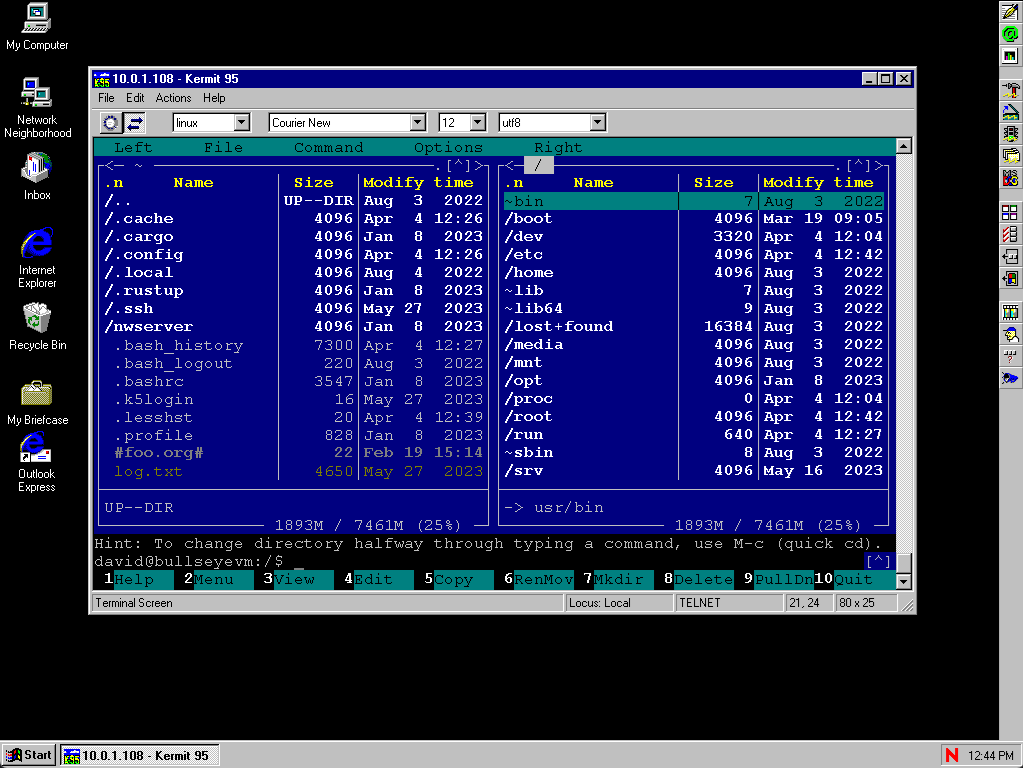 My Computer
Network
Neighborhood
Inbox
Internet
Explorer
Recycle Bin
My Briefcase
Outlook
Express
10.0.1.108 - Kermit 95
File Edit Actions Help
linux Courier New 12 utf8
Left File Command Options Right
<─ ~ ─.[^]>
.n Name Size Modify time
/.. UP--DIR Aug 3 2022
/.cache 4096 Apr 4 12:26
/.cargo 4096 Jan 8 2023
/.config 4096 Apr 4 12:26
/.local 4096 Aug 4 2022
/.rustup 4096 Jan 8 2023
/.ssh 4096 May 27 2023
/nwserver 4096 Jan 8 2023
.bash_history 7300 Apr 4 12:27
.bash_logout 220 Aug 3 2022
.bashrc 3547 Jan 8 2023
.k5login 16 May 27 2023
.lesshst 20 Apr 4 12:39
.profile 828 Jan 8 2023
#foo.org# 22 Feb 19 15:14
log.txt 4650 May 27 2023
UP--DIR
1893M / 7461M (25%)
<─ / ─.[^]>
.n Name Size Modify time
~bin 7 Aug 3 2022
/boot 4096 Mar 19 09:05
/dev 3320 Apr 4 12:04
/etc 4096 Apr 4 12:42
/home 4096 Aug 3 2022
~lib 7 Aug 3 2022
~lib64 9 Aug 3 2022
/lost+found 16384 Aug 3 2022
/media 4096 Aug 3 2022
/mnt 4096 Aug 3 2022
/opt 4096 Jan 8 2023
/proc 0 Apr 4 12:04
/root 4096 Apr 4 12:42
/run 640 Apr 4 12:27
~sbin 8 Aug 3 2022
/srv 4096 May 16 2023
-> usr/bin
1893M / 7461M (25%)
Hint: To change directory halfway through typing a command, use M-c (quick cd).
david@bullseyevm:/$ _ [^]
1Help 2Menu 3View 4Edit 5Copy 6RenMov 7Mkdir 8Delete 9PullDn 10Quit
Terminal Screen Locus: Local TELNET 21, 24 80 x 25
Start 10.0.1.108 - Kermit 95 N 12:44 PM